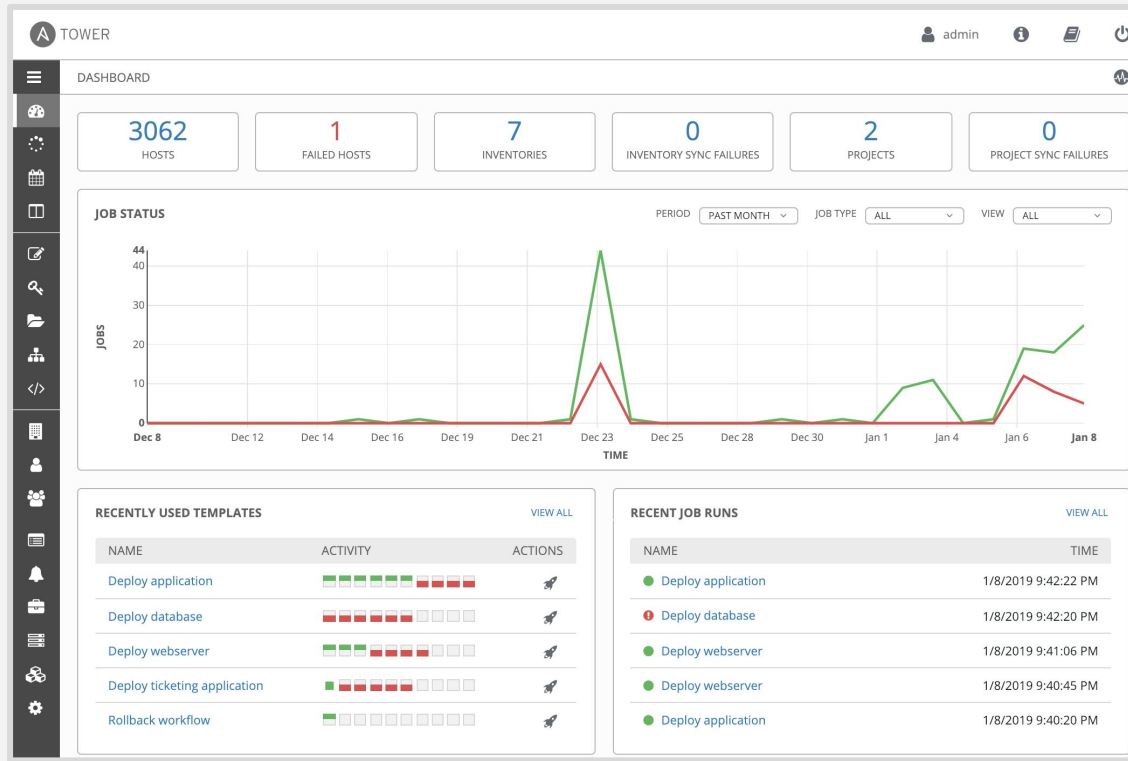 A TOWER admin
DASHBOARD
3062 1 7 0 2 0
HOSTS FAILED HOSTS INVENTORIES INVENTORY SYNC FAILURES PROJECTS PROJECT SYNC FAILURES
JOB STATUS PERIOD PAST MONTH JOB TYPE ALL VIEW ALL
44
40
30
20
10
0
JOBS
Dec 8 Dec 12 Dec 14 Dec 16 Dec 19 Dec 21 Dec 23 Dec 25 Dec 28 Dec 30 Jan 1 Jan 4 Jan 6 Jan 8
TIME
RECENTLY USED TEMPLATES VIEW ALL
NAME ACTIVITY ACTIONS
Deploy application
Deploy database
Deploy webserver
Deploy ticketing application
Rollback workflow
RECENT JOB RUNS VIEW ALL
NAME TIME
Deploy application 1/8/2019 9:42:22 PM
Deploy database 1/8/2019 9:42:20 PM
Deploy webserver 1/8/2019 9:41:06 PM
Deploy webserver 1/8/2019 9:40:45 PM
Deploy application 1/8/2019 9:40:20 PM